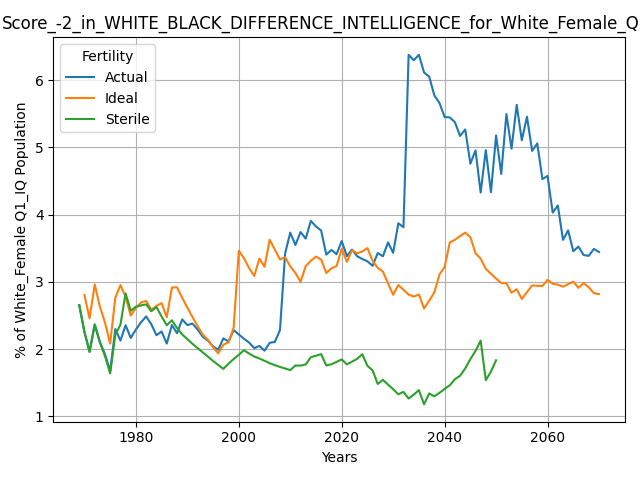 Score_-2_in_WHITE_BLACK_DIFFERENCE_INTELLIGENCE_for_White_Female_Q
Fertility
Actual
Ideal
Sterile
% of White_Female Q1_IQ Population
6
5
4
3
2
1
1980 2000 2020 2040 2060
Years